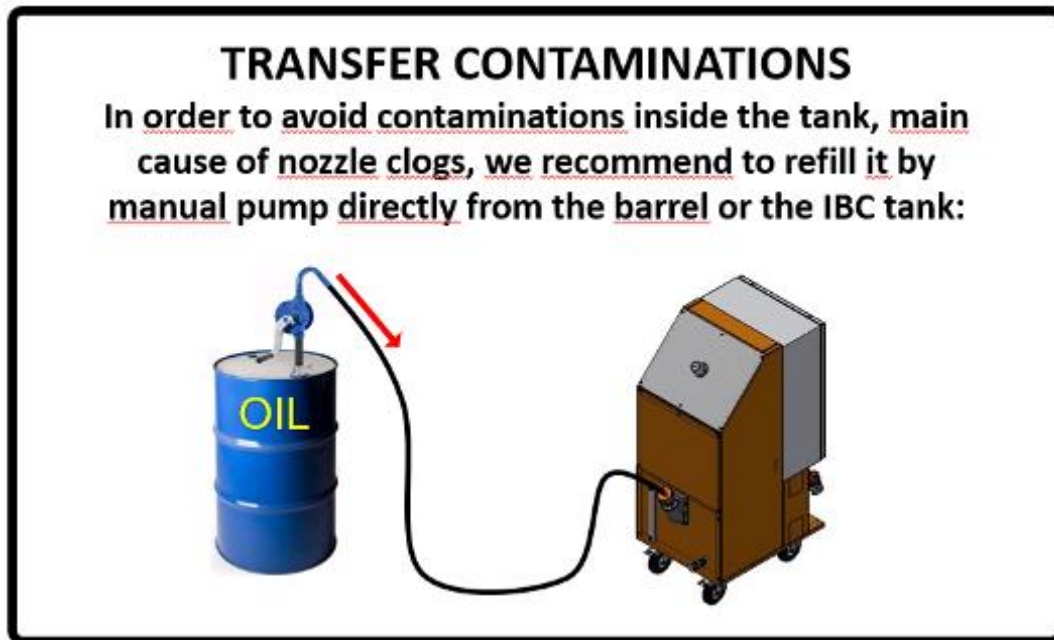 TRANSFER CONTAMINATIONS
In order to avoid contaminations inside the tank, main
cause of nozzle clogs, we recommend to refill it by
manual pump directly from the barrel or the IBC tank:
OIL